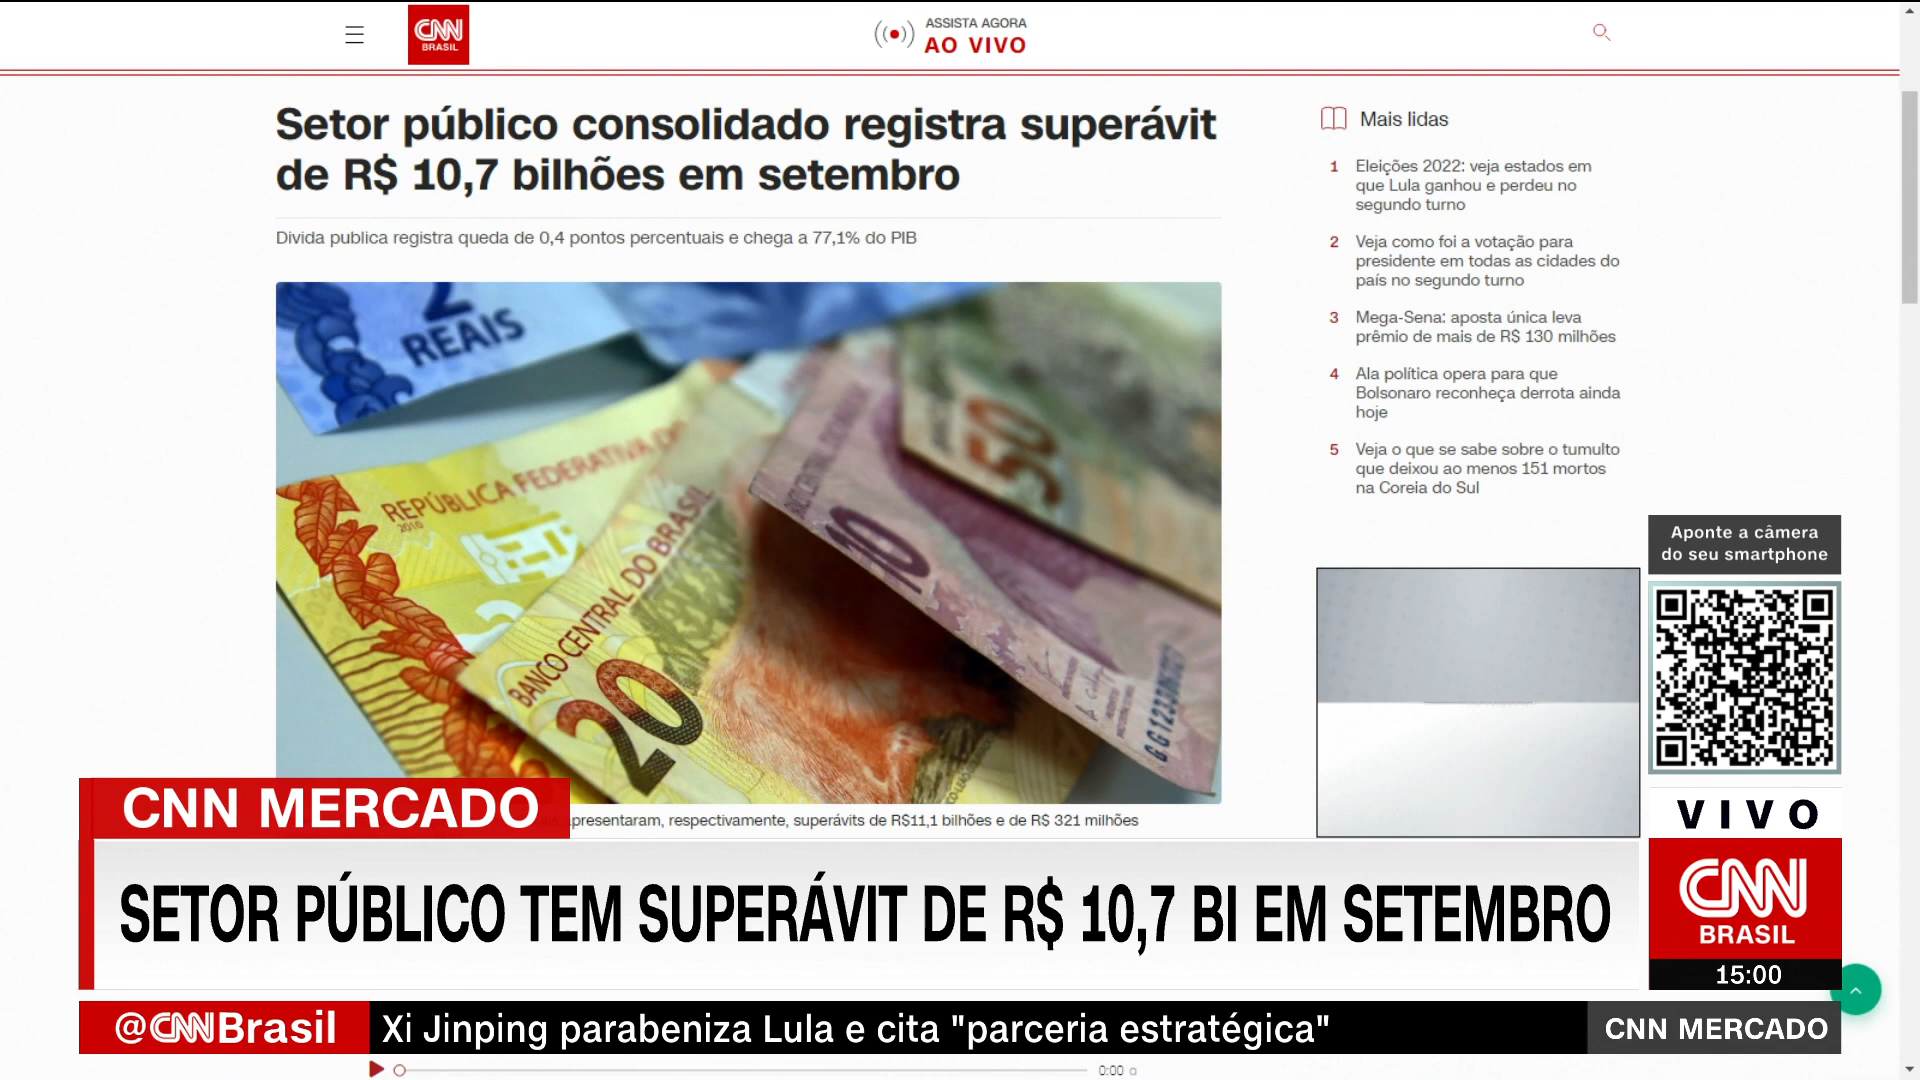 CNN
BRASIL
ASSISTA AGORA
AO VIVO
Setor público consolidado registra superávit
de R$ 10,7 bilhões em setembro
Divida publica registra queda de 0,4 pontos percentuais e chega a 77,1% do PIB
Mais lidas
1 Eleições 2022: veja estados em
que Lula ganhou e perdeu no
segundo turno
2 Veja como foi a votação para
presidente em todas as cidades do
país no segundo turno
3 Mega-Sena: aposta única leva
prêmio de mais de R$ 130 milhões
4 Ala política opera para que
Bolsonaro reconheça derrota ainda
hoje
5 Veja o que se sabe sobre o tumulto
que deixou ao menos 151 mortos
na Coreia do Sul
2
REAIS
REPÚBLICA FEDERATIVA
2010
BANCO CENTRAL DO BRASIL
20
10
50
Aponte a câmera
do seu smartphone
CNN MERCADO
apresentaram, respectivamente, superávits de R$11,1 bilhões e de R$ 321 milhões
SETOR PÚBLICO TEM SUPERÁVIT DE R$ 10,7 BI EM SETEMBRO
VIVO
CNN
BRASIL
15:00
@CNNBrasil
Xi Jinping parabeniza Lula e cita "parceria estratégica"
CNN MERCADO
0:00